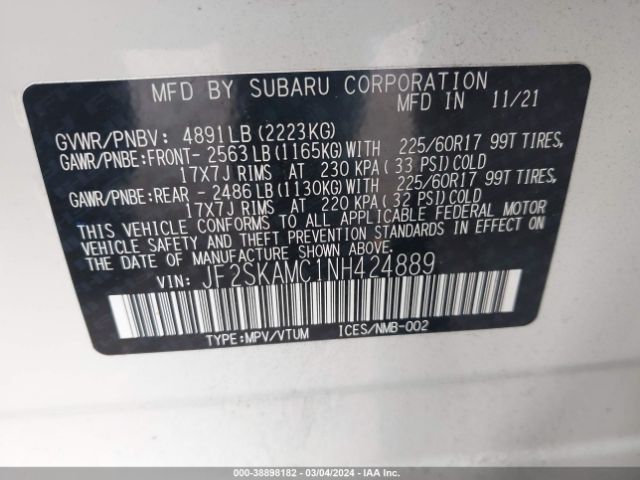 MFD BY SUBARU CORPORATION
MFD IN 11/21
GVWR/PNBV: 4891LB (2223KG)
GAWR/PNBE:FRONT- 2563LB(1165KG)WITH 225/60R17 99T TIRES,
17X7J RIMS AT 230 KPA(33 PSI)COLD
GAWR/PNBE:REAR - 2486LB(1130KG)WITH 225/60R17 99T TIRES,
17X7J RIMS AT 220 KPA(32 PSI)COLD
THIS VEHICLE CONFORMS TO ALL APPLICABLE FEDERAL MOTOR
VEHICLE SAFETY AND THEFT PREVENTION STANDARDS IN EFFECT ON
THE DATE OF MANUFACTURE SHOWN ABOVE.
VIN: JF2SKAMC1NH424889
TYPE:MPV/VTUM ICES/NMB-002
000-38898182 - 03/04/2024 - IAA Inc.